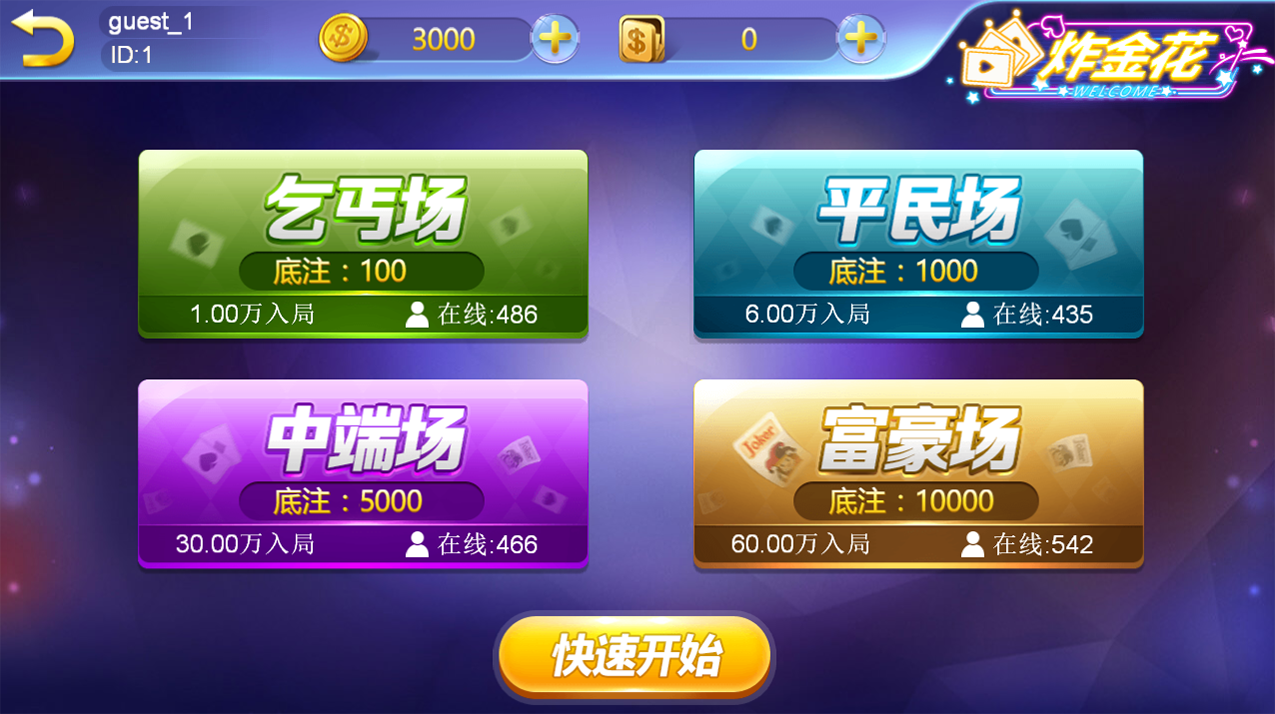 guest_1
ID:1
3000
0
炸金花
WELCOME
乞丐场
底注：100
1.00万入局 在线:486
平民场
底注：1000
6.00万入局 在线:435
中端场
底注：5000
30.00万入局 在线:466
Joker
富豪场
底注：10000
60.00万入局 在线:542
快速开始